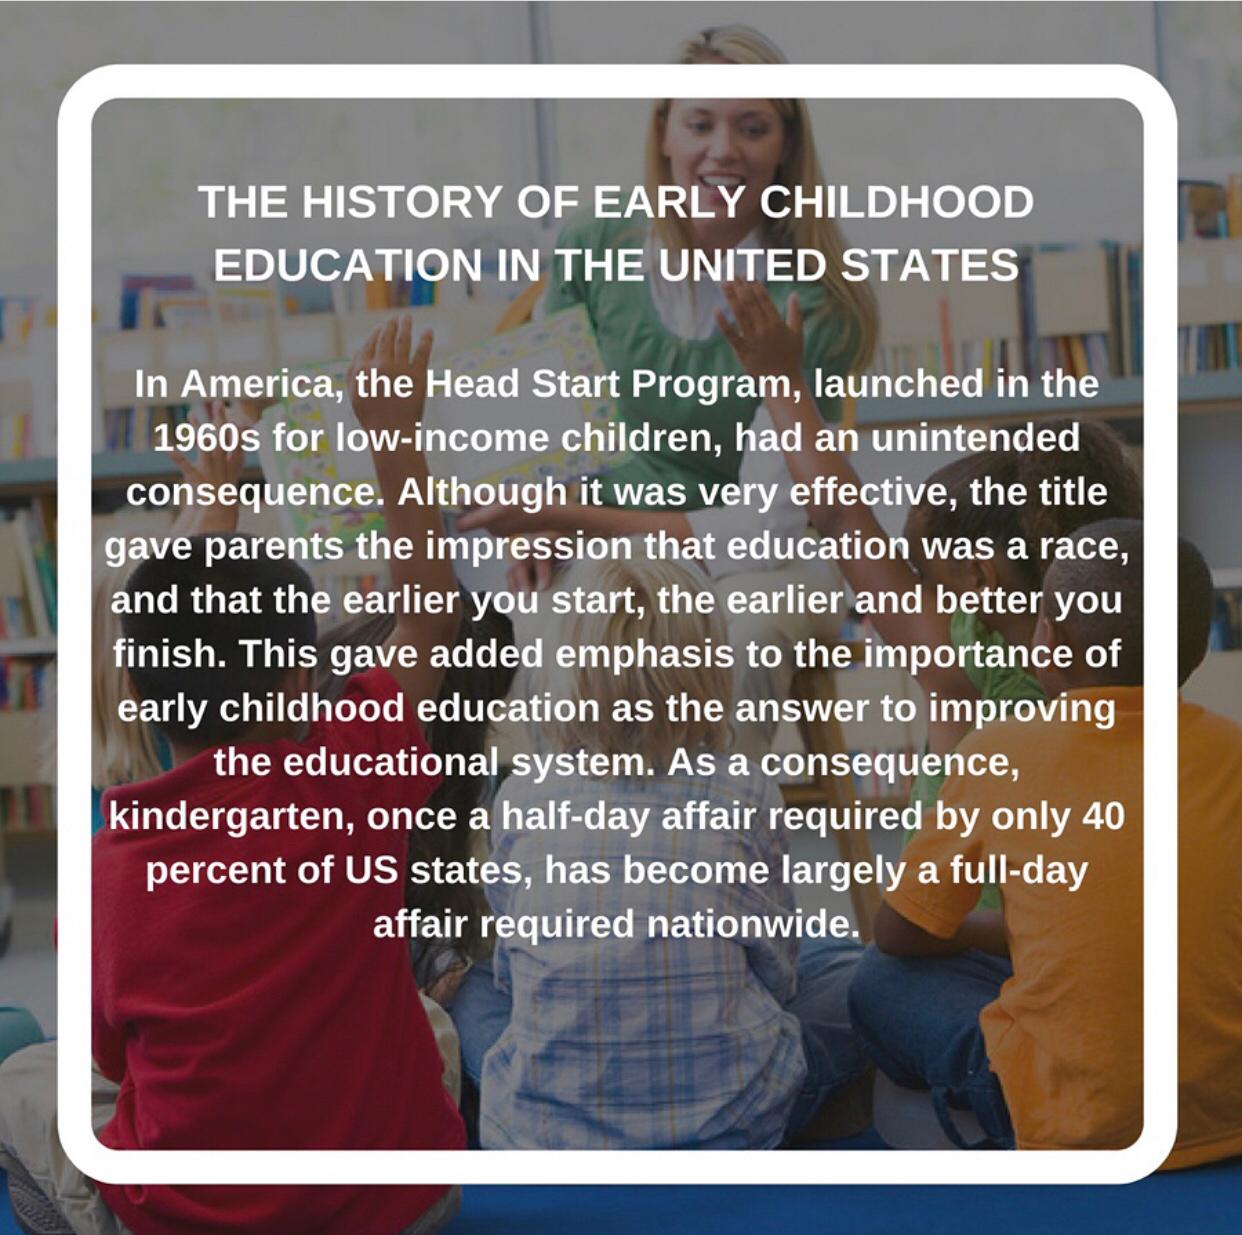 THE HISTORY OF EARLY CHILDHOOD
EDUCATION IN THE UNITED STATES
In America, the Head Start Program, launched in the
1960s for low-income children, had an unintended
consequence. Although it was very effective, the title
gave parents the impression that education was a race,
and that the earlier you start, the earlier and better you
finish. This gave added emphasis to the importance of
early childhood education as the answer to improving
the educational system. As a consequence,
kindergarten, once a half-day affair required by only 40
percent of US states, has become largely a full-day
affair required nationwide.